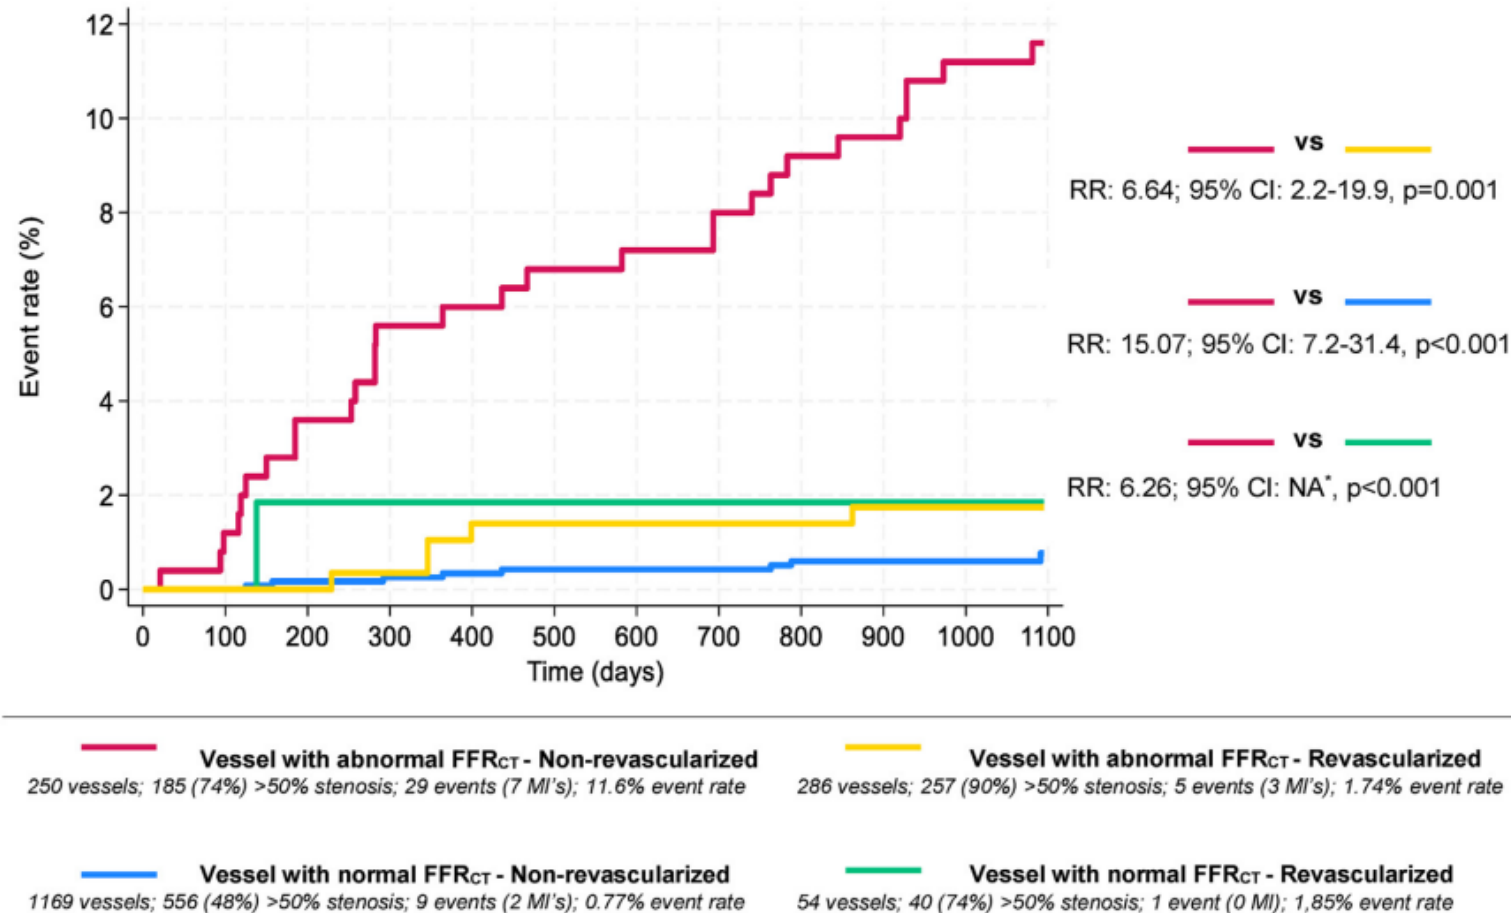 12
10
8
6
4
2
0
Event rate (%)
0 100 200 300 400 500 600 700 800 900 1000 1100
Time (days)
vs
RR: 6.64; 95% CI: 2.2-19.9, p=0.001
vs
RR: 15.07; 95% CI: 7.2-31.4, p<0.001
vs
RR: 6.26; 95% CI: NA*, p<0.001
Vessel with abnormal FFRCT - Non-revascularized
250 vessels; 185 (74%) >50% stenosis; 29 events (7 MI's); 11.6% event rate
Vessel with abnormal FFRCT - Revascularized
286 vessels; 257 (90%) >50% stenosis; 5 events (3 MI's); 1.74% event rate
Vessel with normal FFRCT - Non-revascularized
1169 vessels; 556 (48%) >50% stenosis; 9 events (2 MI's); 0.77% event rate
Vessel with normal FFRCT - Revascularized
54 vessels; 40 (74%) >50% stenosis; 1 event (0 MI); 1,85% event rate